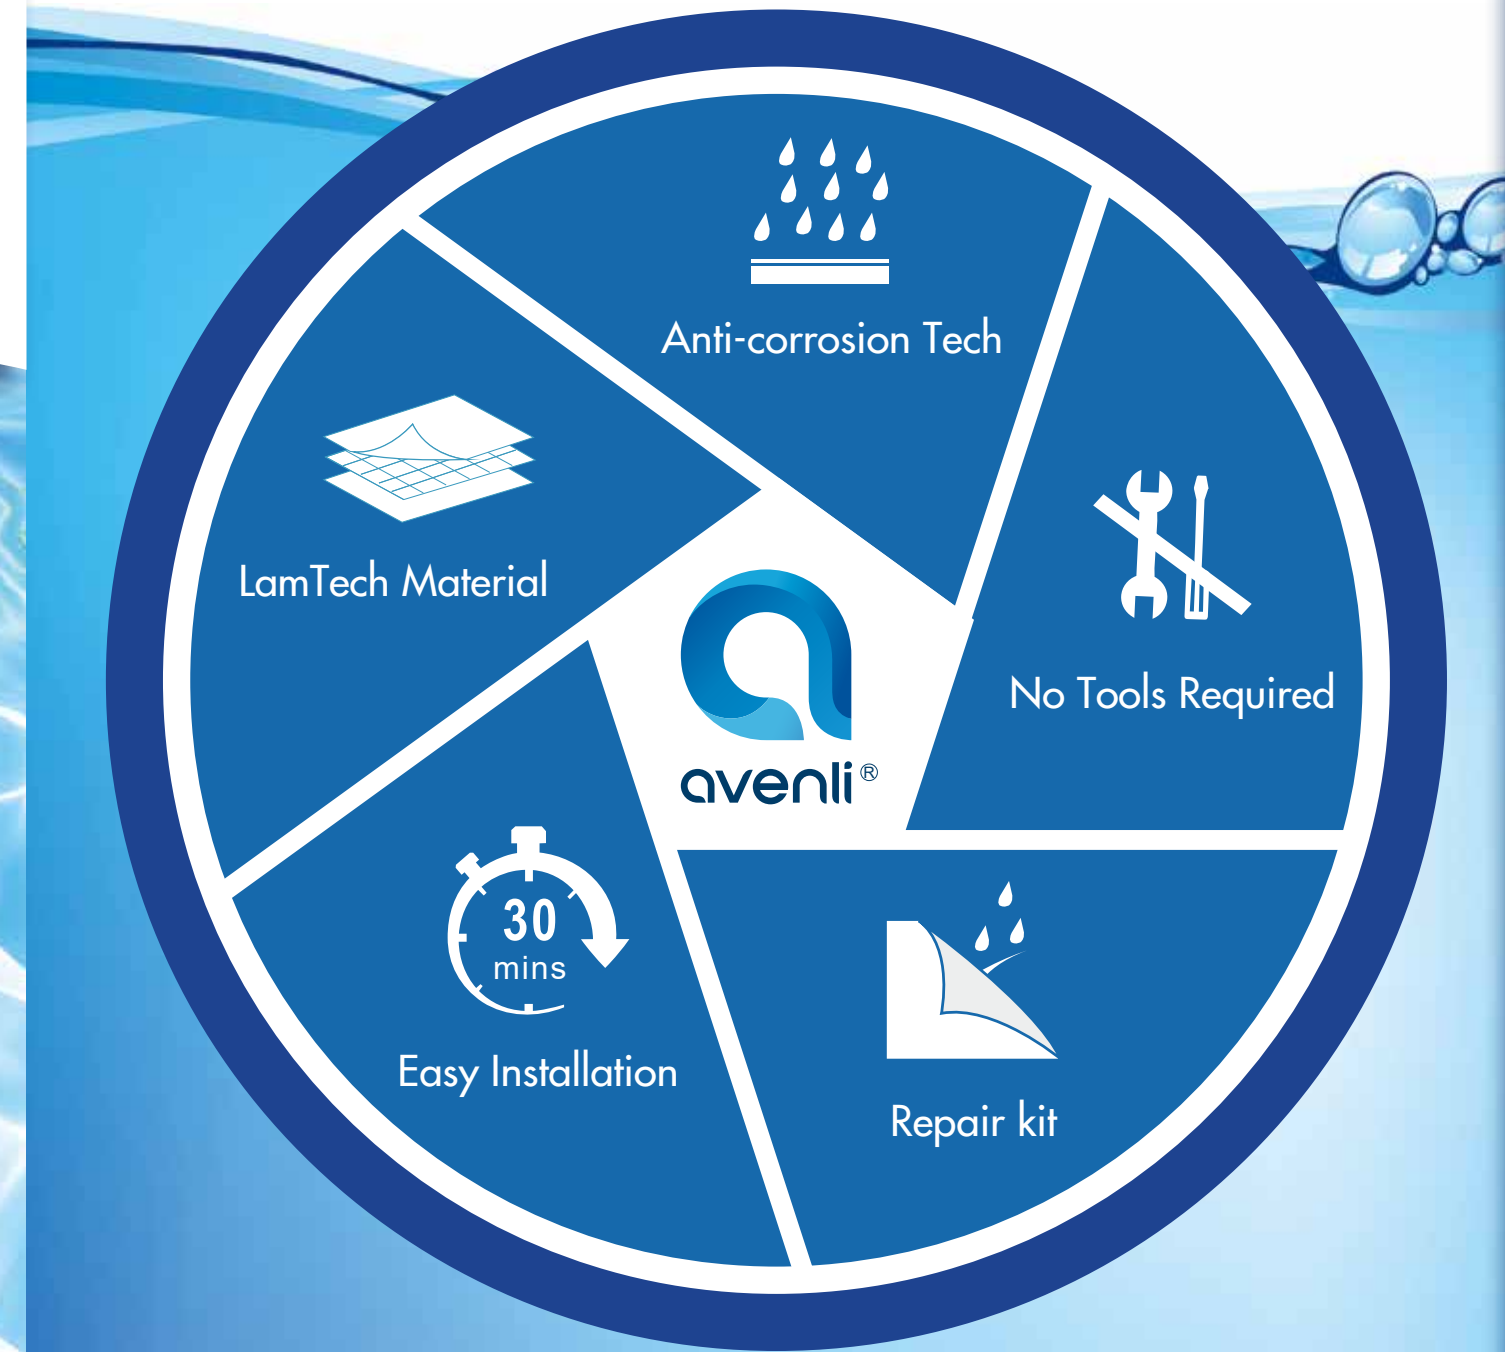 Anti-corrosion Tech
No Tools Required
LamTech Material
avenli®
30
mins
Easy Installation
Repair kit